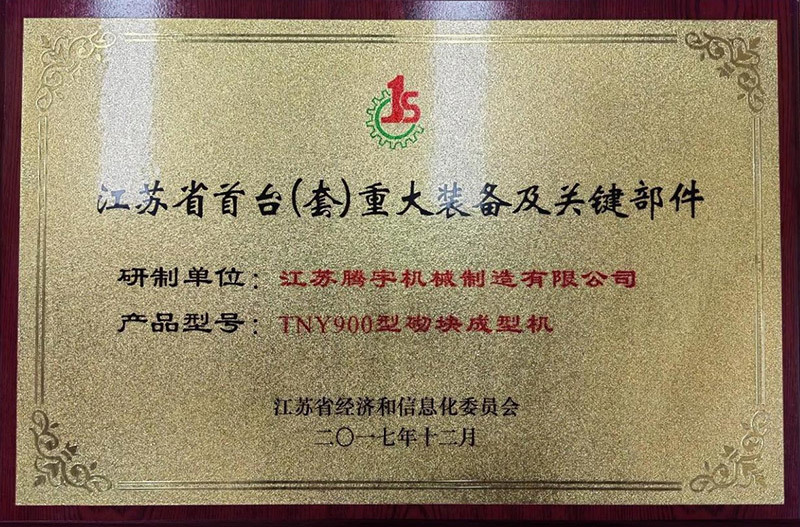 1S
江苏省首台(套)重大装备及关键部件
研制单位：江苏腾宇机械制造有限公司
产品型号：TNY900型砌块成型机
江苏省经济和信息化委员会
二〇一七年十二月